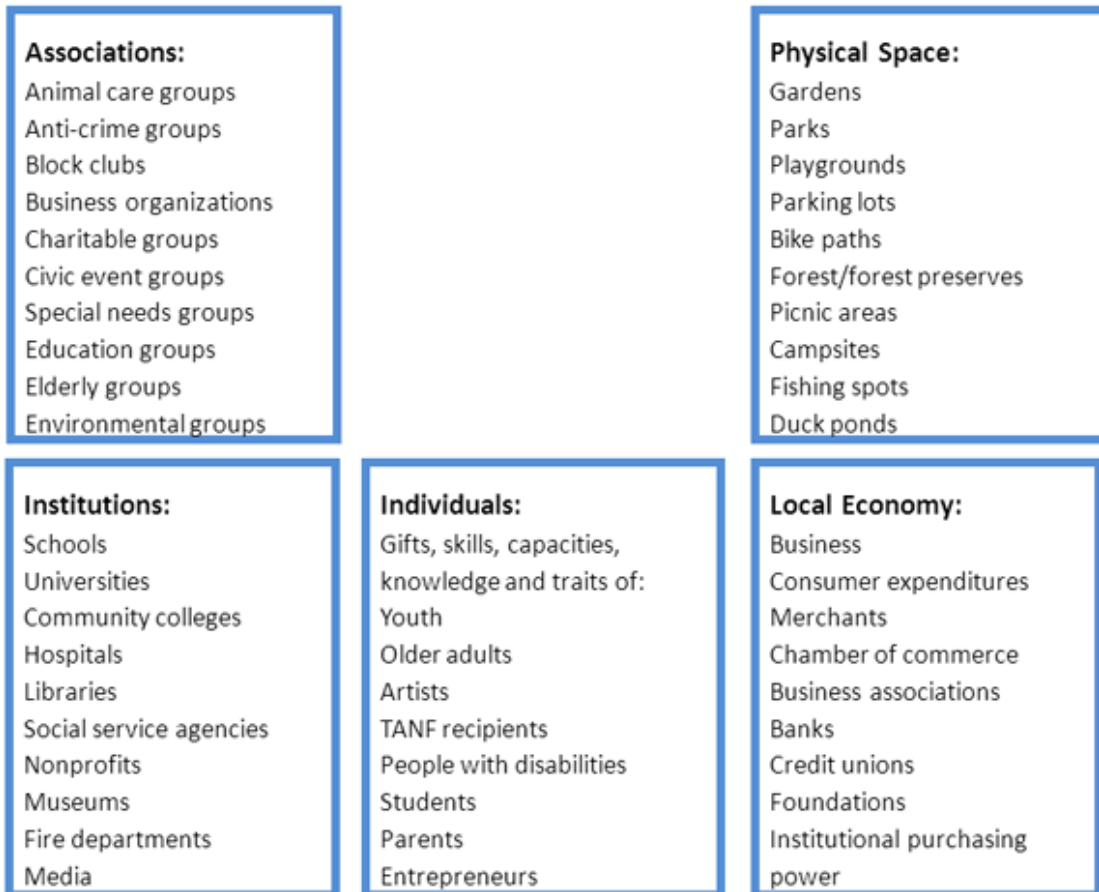 Associations:
Animal care groups
Anti-crime groups
Block clubs
Business organizations
Charitable groups
Civic event groups
Special needs groups
Education groups
Elderly groups
Environmental groups
Physical Space:
Gardens
Parks
Playgrounds
Parking lots
Bike paths
Forest/forest preserves
Picnic areas
Campsites
Fishing spots
Duck ponds
Institutions:
Schools
Universities
Community colleges
Hospitals
Libraries
Social service agencies
Nonprofits
Museums
Fire departments
Media
Individuals:
Gifts, skills, capacities,
knowledge and traits of:
Youth
Older adults
Artists
TANF recipients
People with disabilities
Students
Parents
Entrepreneurs
Local Economy:
Business
Consumer expenditures
Merchants
Chamber of commerce
Business associations
Banks
Credit unions
Foundations
Institutional purchasing
power